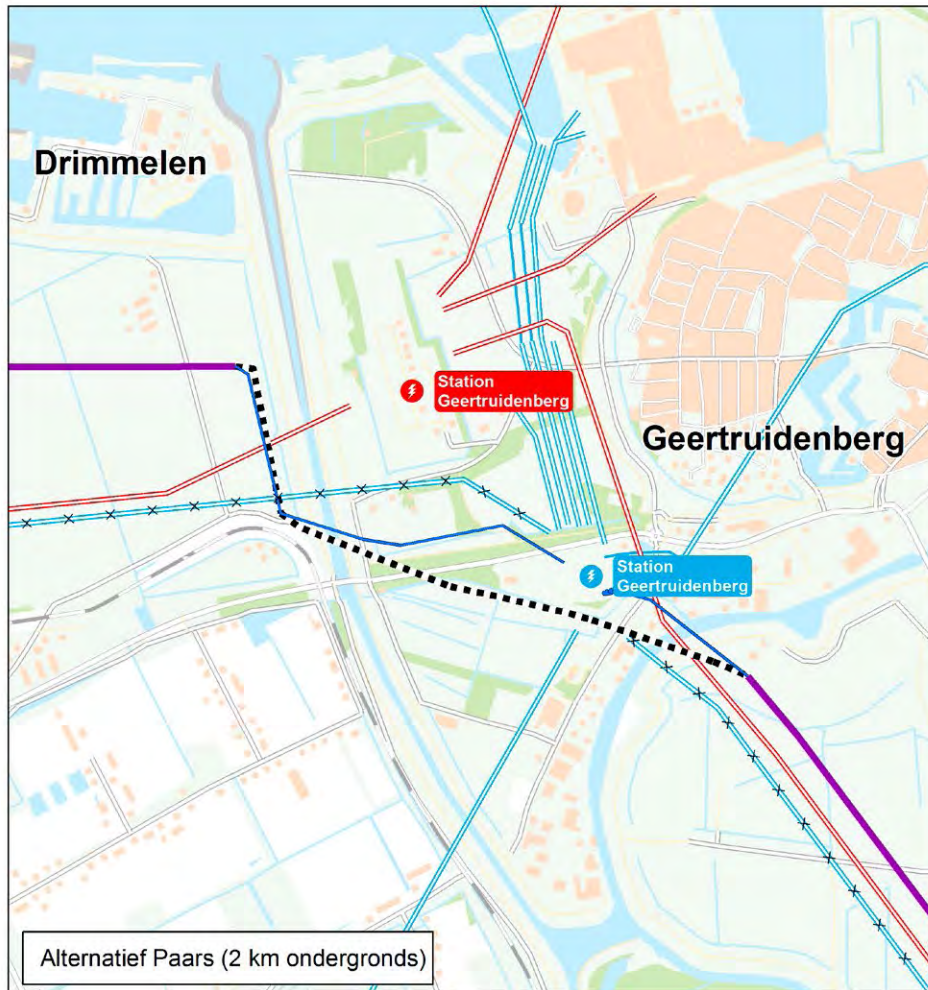 Drimmelen
Station
Geertruidenberg
Geertruidenberg
Station
Geertruidenberg
Alternatief Paars (2 km ondergronds)